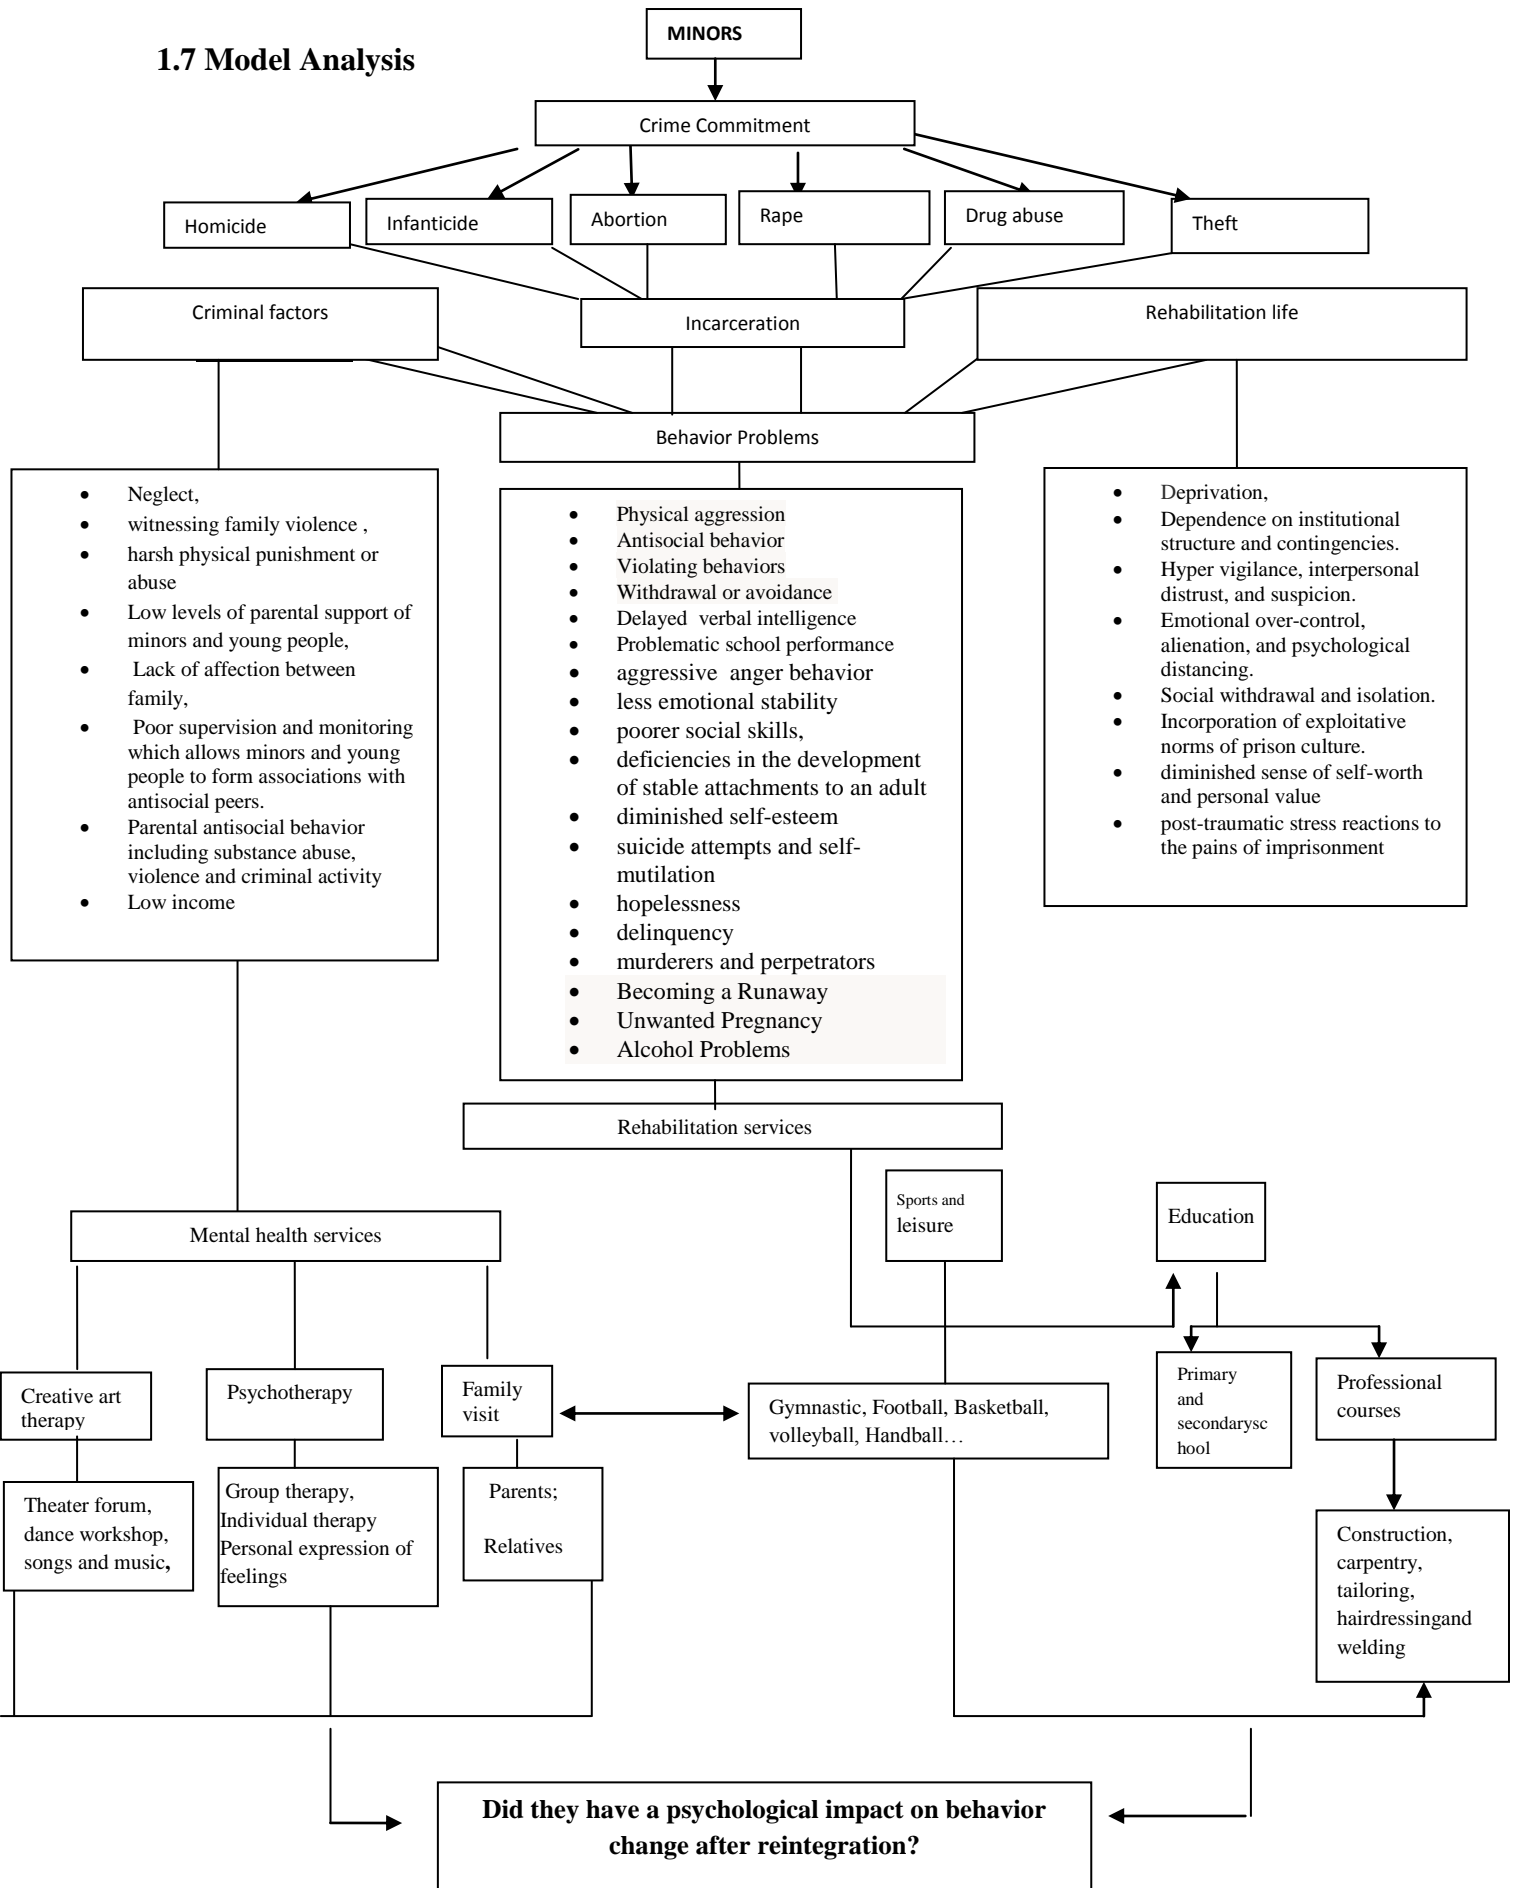 MINORS
1.7 Model Analysis
Crime Commitment
Homicide
Infanticide
Abortion
Rape
Drug abuse
Theft
Criminal factors
Incarceration
Rehabilitation life
Behavior Problems
• Neglect,
• witnessing family violence ,
• harsh physical punishment or
abuse
• Low levels of parental support of
minors and young people,
• Lack of affection between
family,
• Poor supervision and monitoring
which allows minors and young
people to form associations with
antisocial peers.
• Parental antisocial behavior
including substance abuse,
violence and criminal activity
• Low income
• Physical aggression
• Antisocial behavior
• Violating behaviors
• Withdrawal or avoidance
• Delayed verbal intelligence
• Problematic school performance
• aggressive anger behavior
• less emotional stability
• poorer social skills,
• deficiencies in the development
of stable attachments to an adult
• diminished self-esteem
• suicide attempts and self-
mutilation
• hopelessness
• delinquency
• murderers and perpetrators
• Becoming a Runaway
• Unwanted Pregnancy
• Alcohol Problems
• Deprivation,
• Dependence on institutional
structure and contingencies.
• Hyper vigilance, interpersonal
distrust, and suspicion.
• Emotional over-control,
alienation, and psychological
distancing.
• Social withdrawal and isolation.
• Incorporation of exploitative
norms of prison culture.
• diminished sense of self-worth
and personal value
• post-traumatic stress reactions to
the pains of imprisonment
Rehabilitation services
Mental health services
Sports and
leisure
Education
Creative art
therapy
Psychotherapy
Family
visit
Gymnastic, Football, Basketball,
volleyball, Handball…
Primary
and
secondarysc
hool
Professional
courses
Theater forum,
dance workshop,
songs and music,
Group therapy,
Individual therapy
Personal expression of
feelings
Parents;
Relatives
Construction,
carpentry,
tailoring,
hairdressingand
welding
Did they have a psychological impact on behavior
change after reintegration?